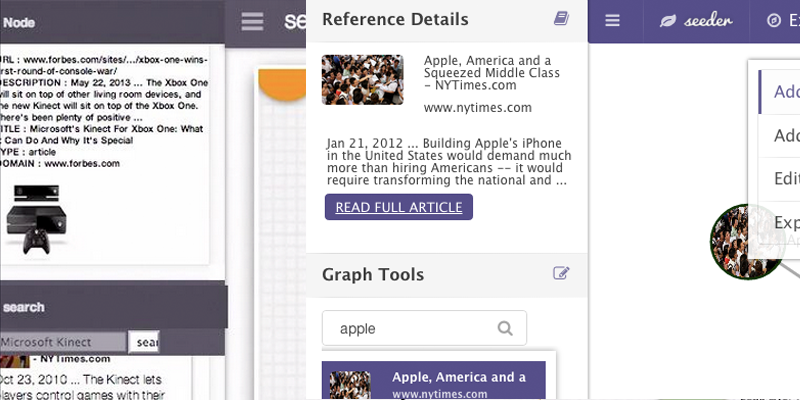 Node
URL : www.forbes.com/sites/.../xbox-one-wins-
first-round-of-console-war/
DESCRIPTION : May 22, 2013 ... The Xbox One
will sit on top of other living room devices, and
the new Kinect will sit on top of the Xbox One.
There's been plenty of positive ...
TITLE : Microsoft's Kinect For Xbox One: What
It Can Do And Why It's Special
TYPE : article
DOMAIN : www.forbes.com
search
Microsoft Kinect
sear
- NYTimes.com
Oct 23, 2010 ... The Kinect lets
players control games with their
se
Reference Details
Apple, America and a
Squeezed Middle Class
- NYTimes.com
www.nytimes.com
Jan 21, 2012 ... Building Apple's iPhone
in the United States would demand much
more than hiring Americans -- it would
require transforming the national and ...
READ FULL ARTICLE
Graph Tools
apple
Apple, America and a
www.nytimes.com
seeder
E
Add
Add
Edit
Exp